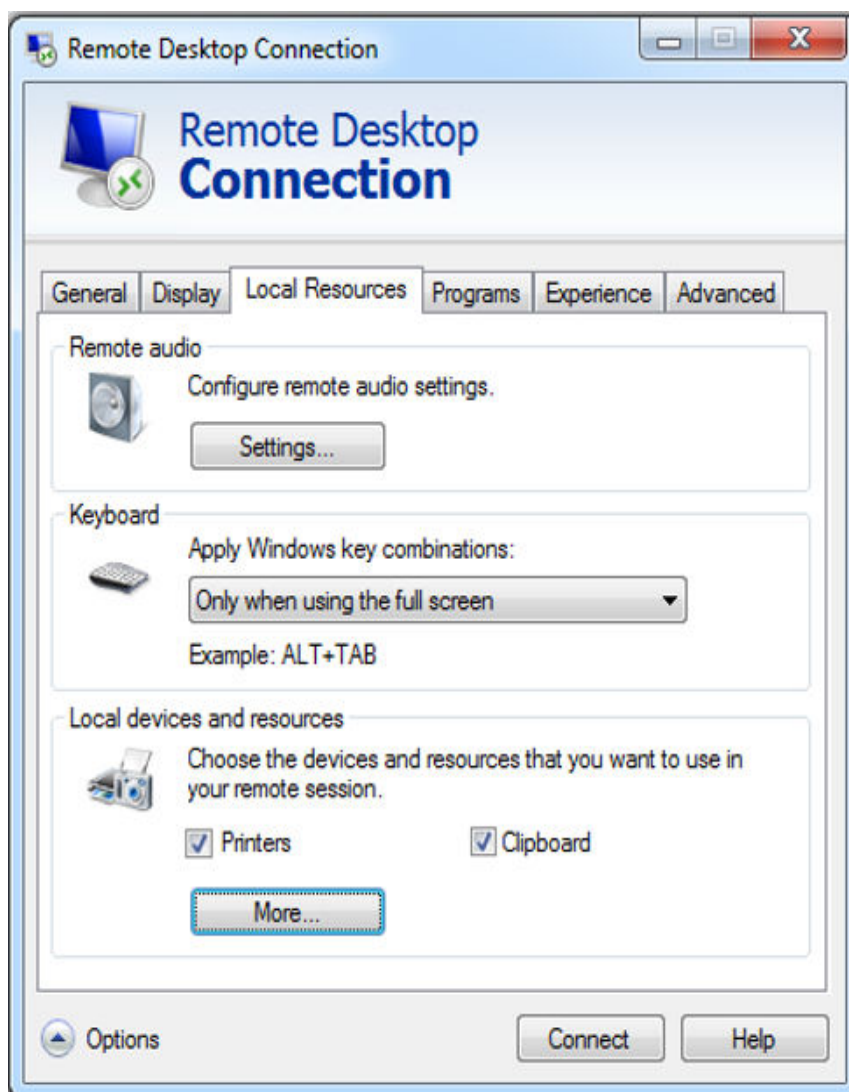 Remote Desktop Connection
Remote Desktop
Connection
General Display Local Resources Programs Experience Advanced
Remote audio
Configure remote audio settings.
Settings...
Keyboard
Apply Windows key combinations:
Only when using the full screen
Example: ALT+TAB
Local devices and resources
Choose the devices and resources that you want to use in
your remote session.
Printers Clipboard
More...
Options Connect Help